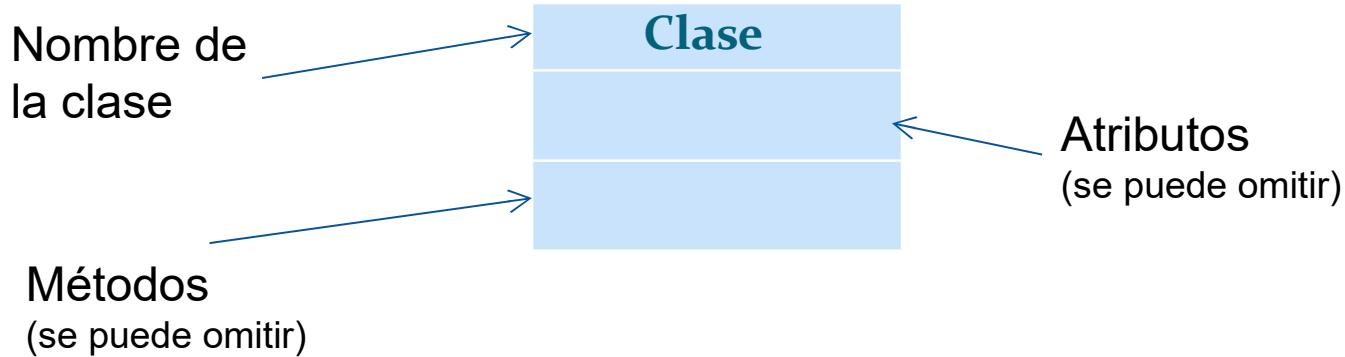 Nombre de
la clase
Clase
Atributos
(se puede omitir)
Métodos
(se puede omitir)